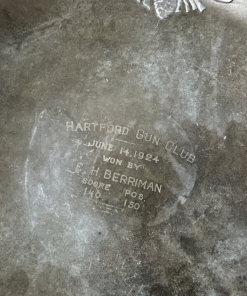 HARTFORD GUN CLUB
JUNE 14, 1924
WON BY
H. BERRIMAN
SCORE POS.
140 150